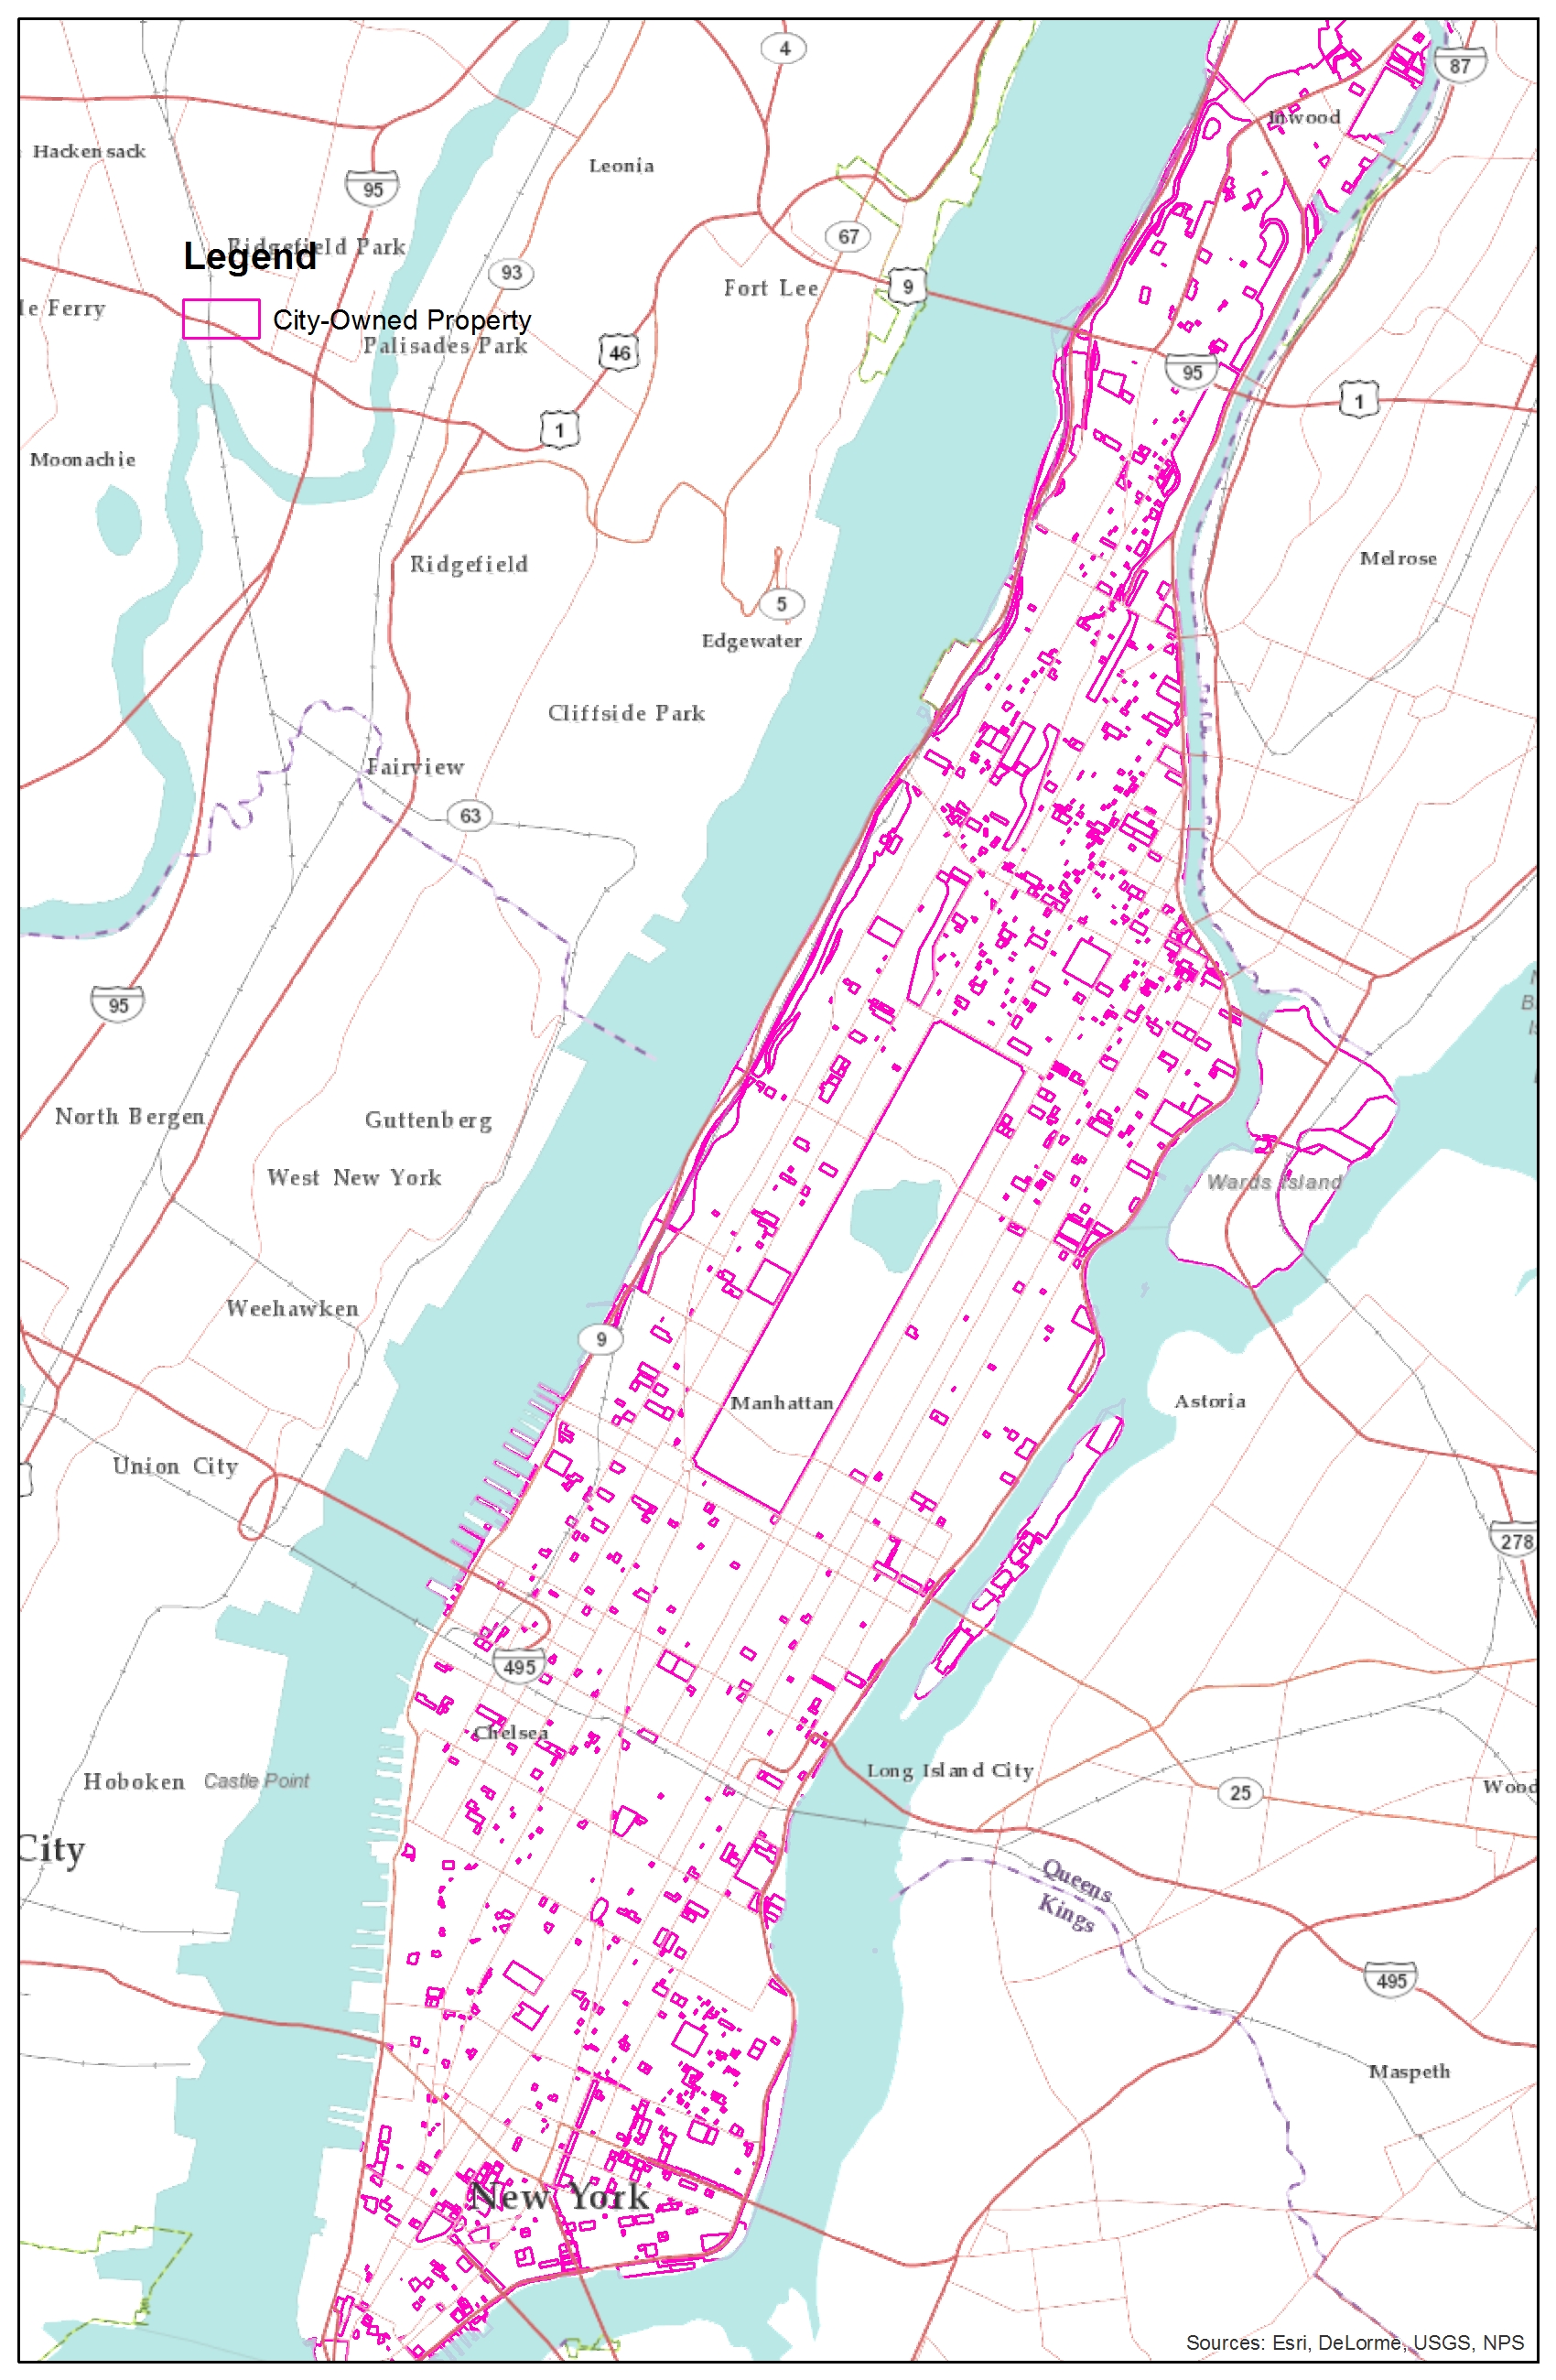 4
87
Inwood
Hackensack
Leonia
95
67
Ridgefield Park
Legend
93
Fort Lee
9
le Ferry
City-Owned Property
Palisades Park
46
95
1
1
Moonachie
Melrose
Ridgefield
5
Edgewater
Cliffside Park
Fairview
63
95
North Bergen
Guttenberg
West New York
Wards Island
Weehawken
9
Manhattan
Astoria
Union City
278
495
Chelsea
Long Island City
Hoboken
Castle Point
25
Wood
City
Queens
Kings
495
Maspeth
New York
Sources: Esri, DeLorme, USGS, NPS